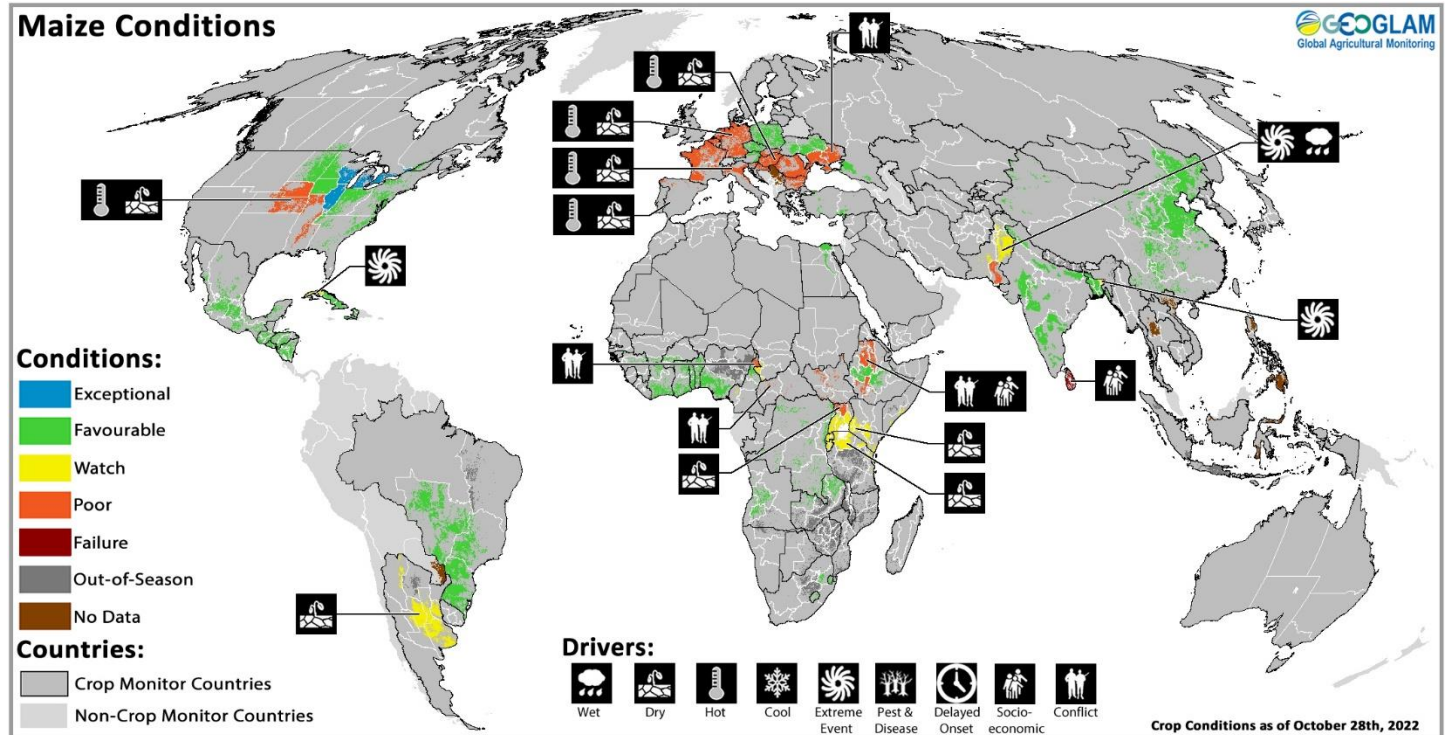 Maize Conditions
GEOGLAM
Global Agricultural Monitoring
Conditions:
Exceptional
Favourable
Watch
Poor
Failure
Out-of-Season
No Data
Countries:
Crop Monitor Countries
Non-Crop Monitor Countries
Drivers:
Wet
Dry
Hot
Cool
Extreme
Event
Pest &
Disease
Delayed
Onset
Socio-
economic
Conflict
Crop Conditions as of October 28th, 2022